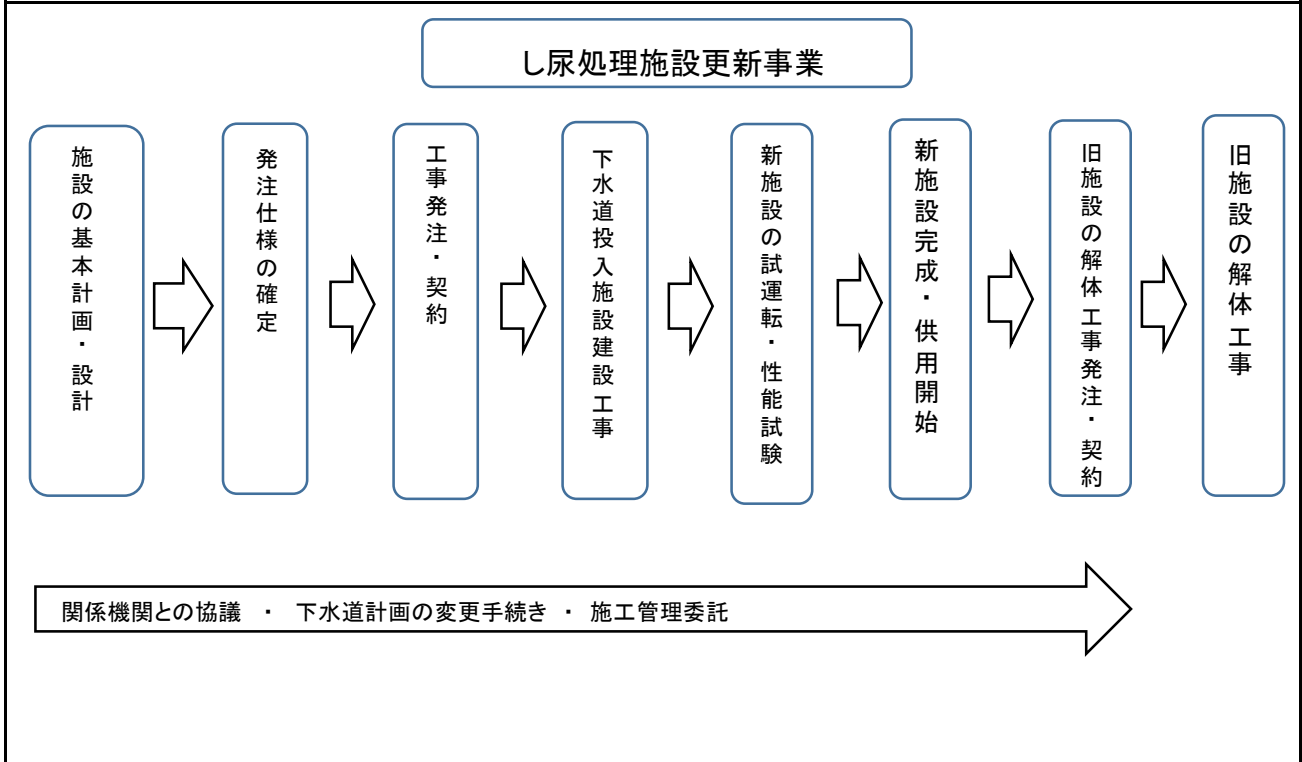 し尿処理施設更新事業
施設の基本計画・設計
発注仕様の確定
工事発注・契約
下水道投入施設建設工事
新施設の試運転・性能試験
新施設完成・供用開始
旧施設の解体工事発注・契約
旧施設の解体工事
関係機関との協議 ・ 下水道計画の変更手続き ・ 施工管理委託